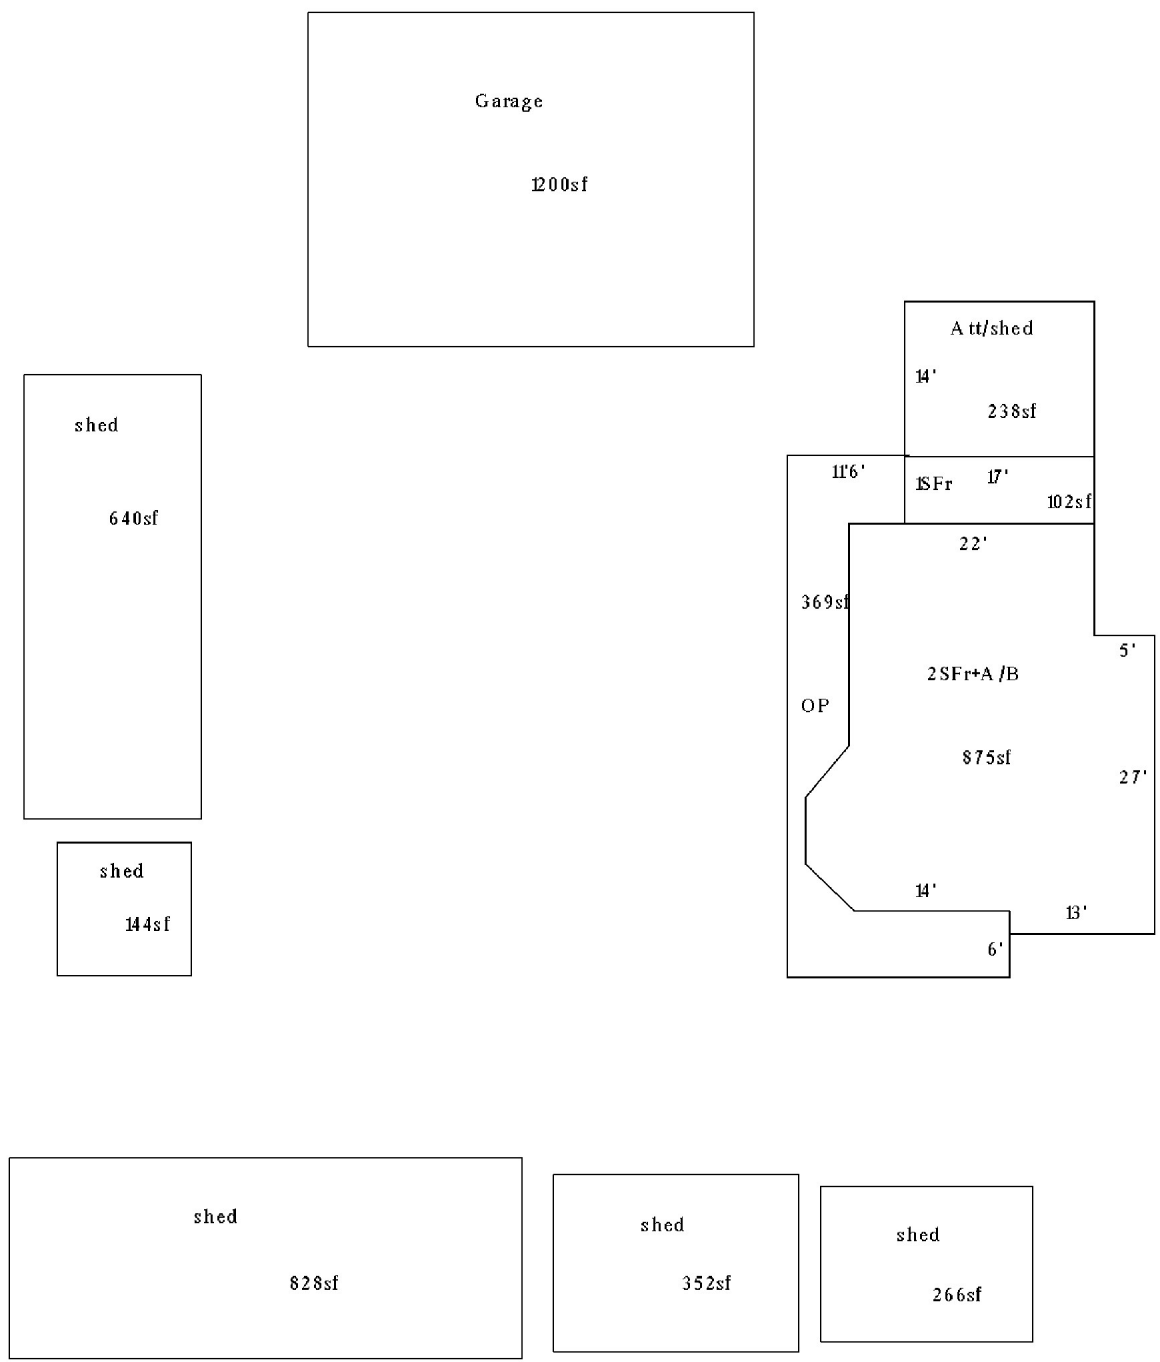 Garage
1200sf
Att/shed
14'
238sf
shed
640sf
11'6'
1SFr
17'
102sf
22'
369sf
5'
2SFr+A/B
OP
875sf
27'
shed
144sf
14'
13'
6'
shed
828sf
shed
352sf
shed
266sf